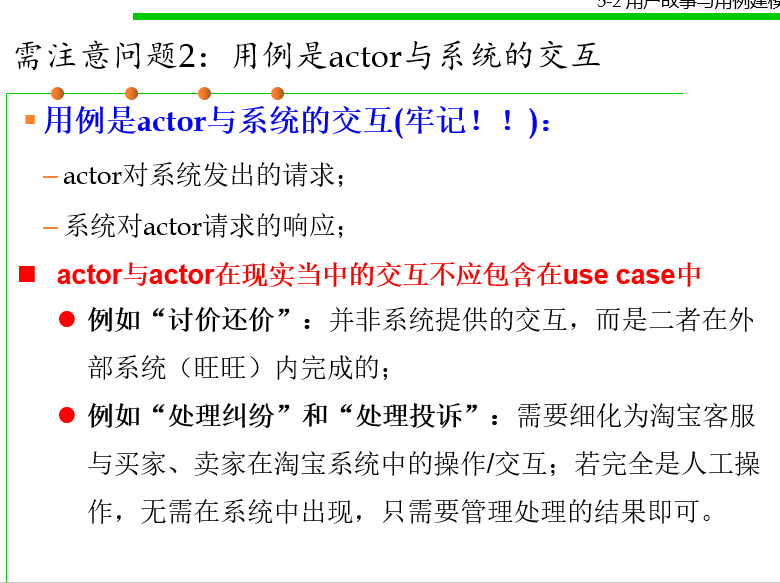 5-2 用户故事与用例建模
需注意问题2：用例是actor与系统的交互
用例是actor与系统的交互(牢记！！)：
– actor对系统发出的请求；
– 系统对actor请求的响应；
actor与actor在现实当中的交互不应包含在use case中
例如“讨价还价”：并非系统提供的交互，而是二者在外
部系统（旺旺）内完成的；
例如“处理纠纷”和“处理投诉”：需要细化为淘宝客服
与买家、卖家在淘宝系统中的操作/交互；若完全是人工操
作，无需在系统中出现，只需要管理处理的结果即可。